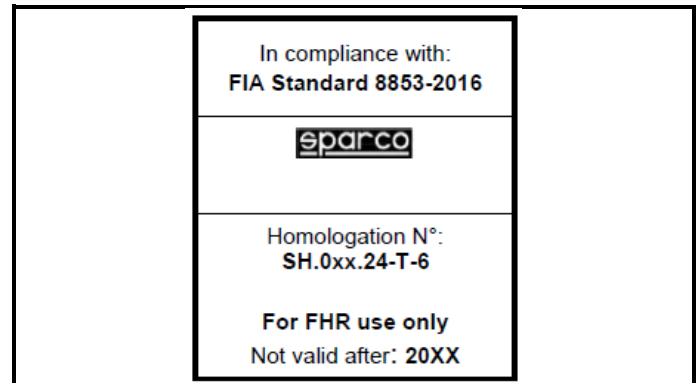 In compliance with:
FIA Standard 8853-2016
sparco
Homologation N°:
SH.0xx.24-T-6
For FHR use only
Not valid after: 20XX